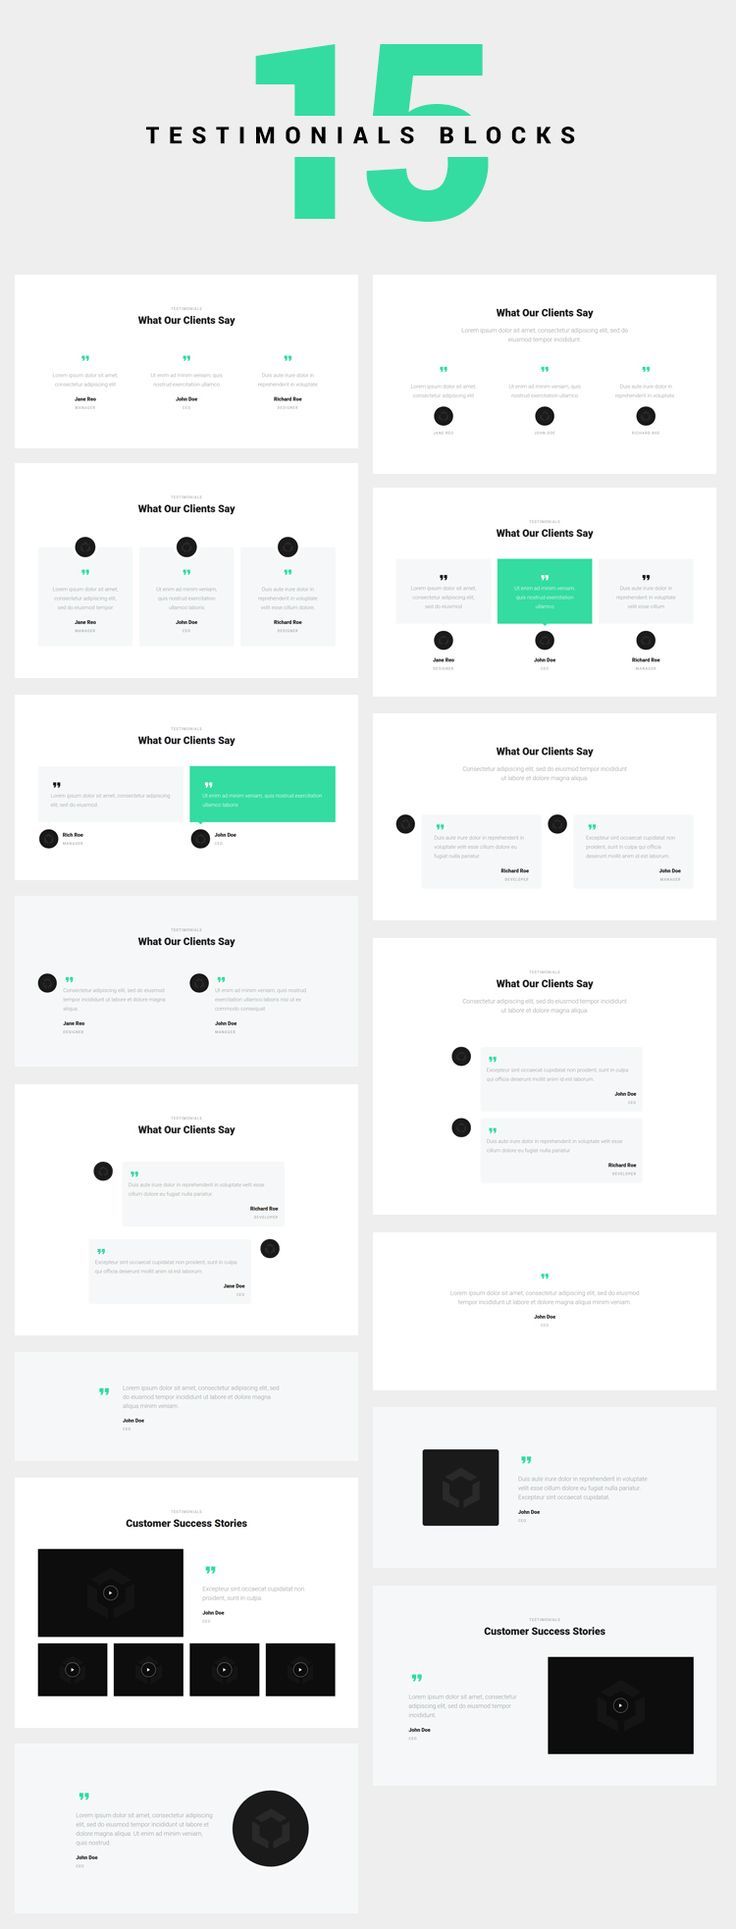 15
TESTIMONIALS BLOCKS
TESTIMONIALS
What Our Clients Say
Lorem ipsum dolor sit amet,
consectetur adipiscing elit
Jane Reo
MANAGER
Ut enim ad minim veniam, quis
nostrud exercitation ullamco
John Doe
CEO
Duis aute irure dolor in
reprehenderit in voluptate
Richard Roe
DESIGNER
What Our Clients Say
Lorem ipsum dolor sit amet, consectetur adipiscing elit, sed do
eiusmod tempor incididunt
Lorem ipsum dolor sit amet
consectetur adipiscing elit
JANE REO
Ut enim ad minim veniam, quis
nostrud exercitation ullamco
JOHN DOE
Duis aute irure dolor in
reprehenderit in voluptate
RICHARD ROE
TESTIMONIALS
What Our Clients Say
Lorem ipsum dolor sit amet,
consectetur adipiscing elit,
sed do eiusmod tempor
Jane Reo
MANAGER
Ut enim ad minim veniam,
quis nostrud exercitation
ullamco laboris
John Doe
CEO
Duis aute irure dolor in
reprehenderit in voluptate
velit esse cillum dolore
Richard Roe
DESIGNER
TESTIMONIALS
What Our Clients Say
Lorem ipsum dolor sit amet,
consectetur adipiscing elit,
sed do eiusmod
Jane Reo
DESIGNER
Ut enim ad minim veniam,
quis nostrud exercitation
ullamco
John Doe
CEO
Duis aute irure dolor in
reprehenderit in voluptate
velit esse cillum
Richard Roe
MANAGER
TESTIMONIALS
What Our Clients Say
Lorem ipsum dolor sit amet, consectetur adipiscing
elit, sed do eiusmod.
Rich Roe
MANAGER
Ut enim ad minim veniam, quis nostrud exercitation
ullamco laboris
John Doe
CEO
What Our Clients Say
Consectetur adipiscing elit, sed do eiusmod tempor incididunt
ut labore et dolore magna aliqua
Duis aute irure dolor in reprehenderit in
voluptate velit esse cillum dolore eu
fugiat nulla pariatur
Richard Roe
DEVELOPER
Excepteur sint occaecat cupidatat non
proident, sunt in culpa qui officia
deserunt mollit anim id est laborum.
John Doe
MANAGER
TESTIMONIALS
What Our Clients Say
Consectetur adipiscing elit, sed do eiusmod
tempor incididunt ut labore et dolore magna
aliqua
Jane Reo
DESIGNER
Ut enim ad minim veniam, quis nostrud
exercitation ullamco laboris nisi ut ex
commodo consequat
John Doe
MANAGER
TESTIMONIALS
What Our Clients Say
Consectetur adipiscing elit, sed do eiusmod tempor incididunt
ut labore et dolore magna aliqua
Excepteur sint occaecat cupidatat non proident, sunt in culpa
qui officia deserunt mollit anim id est laborum.
John Doe
CEO
Duis aute irure dolor in reprehenderit in voluptate velit esse
cillum dolore eu fugiat nulla pariatur
Richard Roe
DEVELOPER
TESTIMONIALS
What Our Clients Say
Duis aute irure dolor in reprehenderit in voluptate velit esse
cillum dolore eu fugiat nulla pariatur.
Richard Roe
DEVELOPER
Excepteur sint occaecat cupidatat non proident, sunt in culpa
qui officia deserunt mollit anim id est laborum.
Jane Doe
CEO
Lorem ipsum dolor sit amet, consectetur adipiscing elit, sed do eiusmod
tempor incididunt ut labore et dolore magna aliqua minim veniam.
John Doe
CEO
Lorem ipsum dolor sit amet, consectetur adipiscing elit, sed
do eiusmod tempor incididunt ut labore et dolore magna
aliqua minim veniam
John Doe
CEO
Duis aute irure dolor in reprehenderit in voluptate
velit esse cillum dolore eu fugiat nulla pariatur.
Excepteur sint occaecat cupidatat.
John Doe
CEO
TESTIMONIALS
Customer Success Stories
Excepteur sint occaecat cupidatat non
proident, sunt in culpa.
John Doe
CEO
TESTIMONIALS
Customer Success Stories
Lorem ipsum dolor sit amet, consectetur
adipiscing elit, sed do eiusmod tempor
incididunt.
John Doe
CEO
Lorem ipsum dolor sit amet, consectetur adipiscing
elit, sed do eiusmod tempor incididunt ut labore et
dolore magna aliqua. Ut enim ad minim veniam,
quis nostrud.
John Doe
CEO